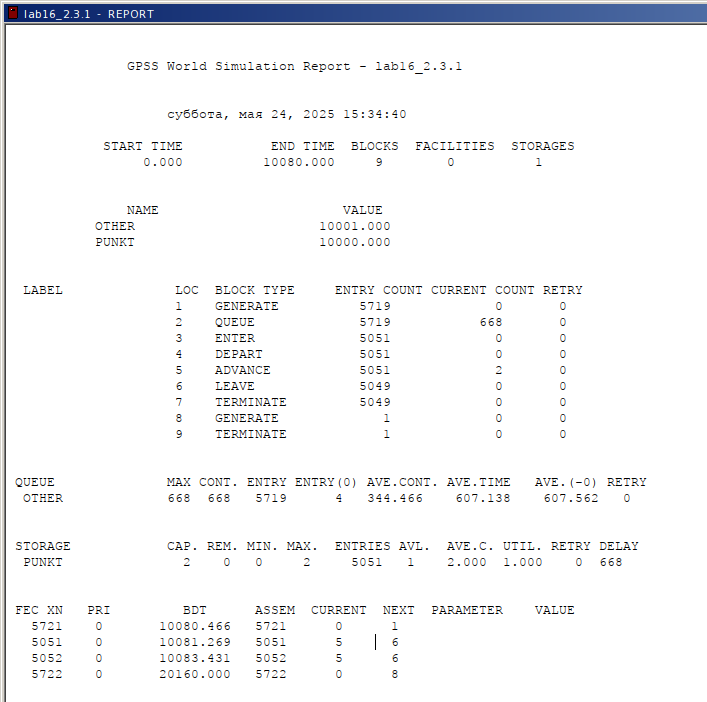 lab16_2.3.1 - REPORT
GPSS World Simulation Report - lab16_2.3.1
суббота, мая 24, 2025 15:34:40
START TIME END TIME BLOCKS FACILITIES STORAGES
0.000 10080.000 9 0 1
NAME VALUE
OTHER 10001.000
PUNKT 10000.000
LABEL LOC BLOCK TYPE ENTRY COUNT CURRENT COUNT RETRY
1 GENERATE 5719 0 0
2 QUEUE 5719 668 0
3 ENTER 5051 0 0
4 DEPART 5051 0 0
5 ADVANCE 5051 2 0
6 LEAVE 5049 0 0
7 TERMINATE 5049 0 0
8 GENERATE 1 0 0
9 TERMINATE 1 0 0
QUEUE MAX CONT. ENTRY ENTRY(0) AVE.CONT. AVE.TIME AVE.(-0) RETRY
OTHER 668 668 5719 4 344.466 607.138 607.562 0
STORAGE CAP. REM. MIN. MAX. ENTRIES AVL. AVE.C. UTIL. RETRY DELAY
PUNKT 2 0 0 2 5051 1 2.000 1.000 0 668
FEC XN PRI BDT ASSEM CURRENT NEXT PARAMETER VALUE
5721 0 10080.466 5721 0 1
5051 0 10081.269 5051 5 6
5052 0 10083.431 5052 5 6
5722 0 20160.000 5722 0 8